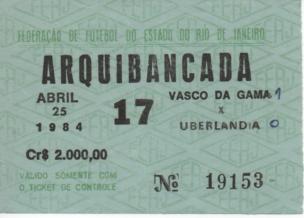 FEDERAÇÃO DE FUTEBOL DO ESTADO DO RIO DE JANEIRO
ARQUIBANCADA
ABRIL
25
1984
17
VASCO DA GAMA 1
X
UBERLANDIA 0
Cr$ 2.000,00
VÁLIDO SOMENTE COM
O TICKET DE CONTROLE
Nº 19153